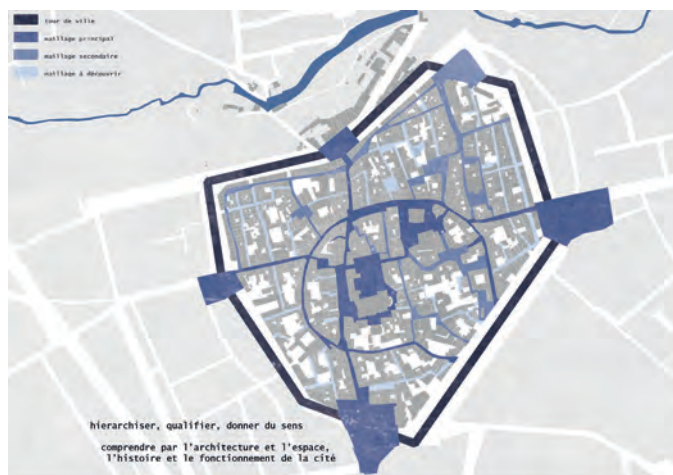 tour de ville
maillage principal
maillage secondaire
maillage à découvrir
hierarchiser, qualifier, donner du sens
comprendre par l'architecture et l'espace,
l'histoire et le fonctionnement de la cité